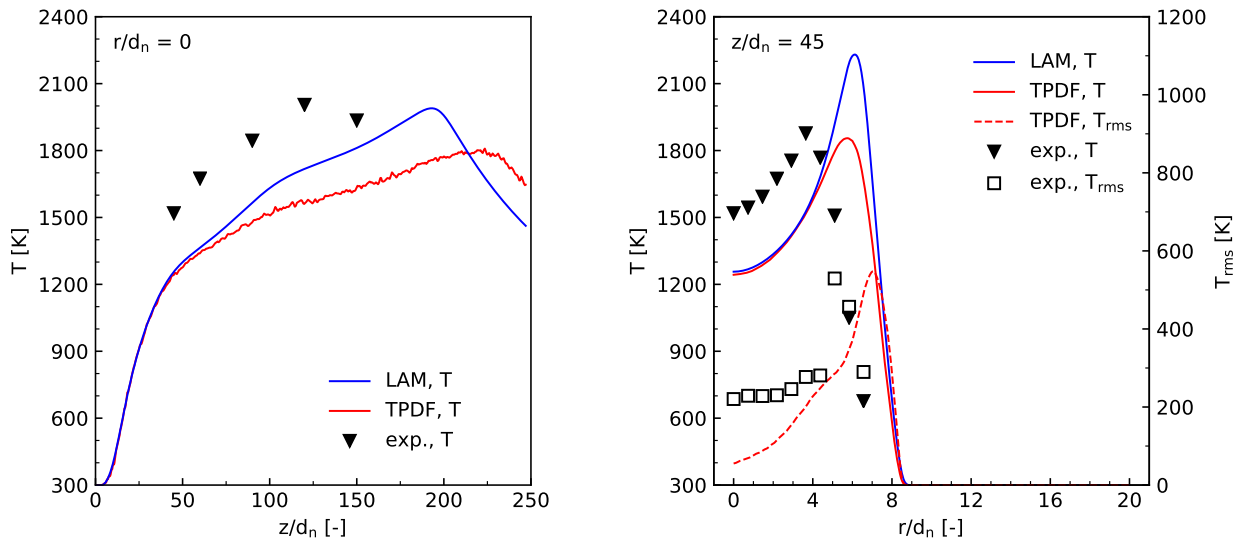 r/dn = 0
T [K]
2400
2100
1800
1500
1200
900
600
300
LAM, T
TPDF, T
exp., T
0 50 100 150 200 250
z/dn [-]
z/dn = 45
T [K]
2400
2100
1800
1500
1200
900
600
300
LAM, T
TPDF, T
TPDF, Trms
exp., T
exp., Trms
1200
1000
800
600
400
200
0
Trms [K]
0 4 8 12 16 20
r/dn [-]